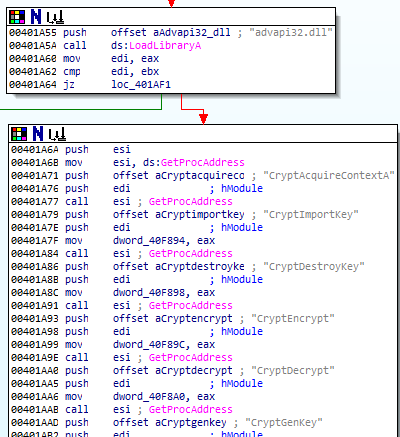 00401A55 push offset aAdvapi32_dll ; "advapi32.dll"
00401A5A call ds:LoadLibraryA
00401A60 mov edi, eax
00401A62 cmp edi, ebx
00401A64 jz loc_401AF1
00401A6A push esi
00401A6B mov esi, ds:GetProcAddress
00401A71 push offset aCryptacquireco ; "CryptAcquireContextA"
00401A76 push edi ; hModule
00401A77 call esi ; GetProcAddress
00401A79 push offset aCryptimportkey ; "CryptImportKey"
00401A7E push edi ; hModule
00401A7F mov dword_40F894, eax
00401A84 call esi ; GetProcAddress
00401A86 push offset aCryptdestroyke ; "CryptDestroyKey"
00401A8B push edi ; hModule
00401A8C mov dword_40F898, eax
00401A91 call esi ; GetProcAddress
00401A93 push offset aCryptencrypt ; "CryptEncrypt"
00401A98 push edi ; hModule
00401A99 mov dword_40F89C, eax
00401A9E call esi ; GetProcAddress
00401AA0 push offset aCryptdecrypt ; "CryptDecrypt"
00401AA5 push edi ; hModule
00401AA6 mov dword_40F8A0, eax
00401AAB call esi ; GetProcAddress
00401AAD push offset aCryptgenkey ; "CryptGenKey"
00401AB2 push edi ; hModule